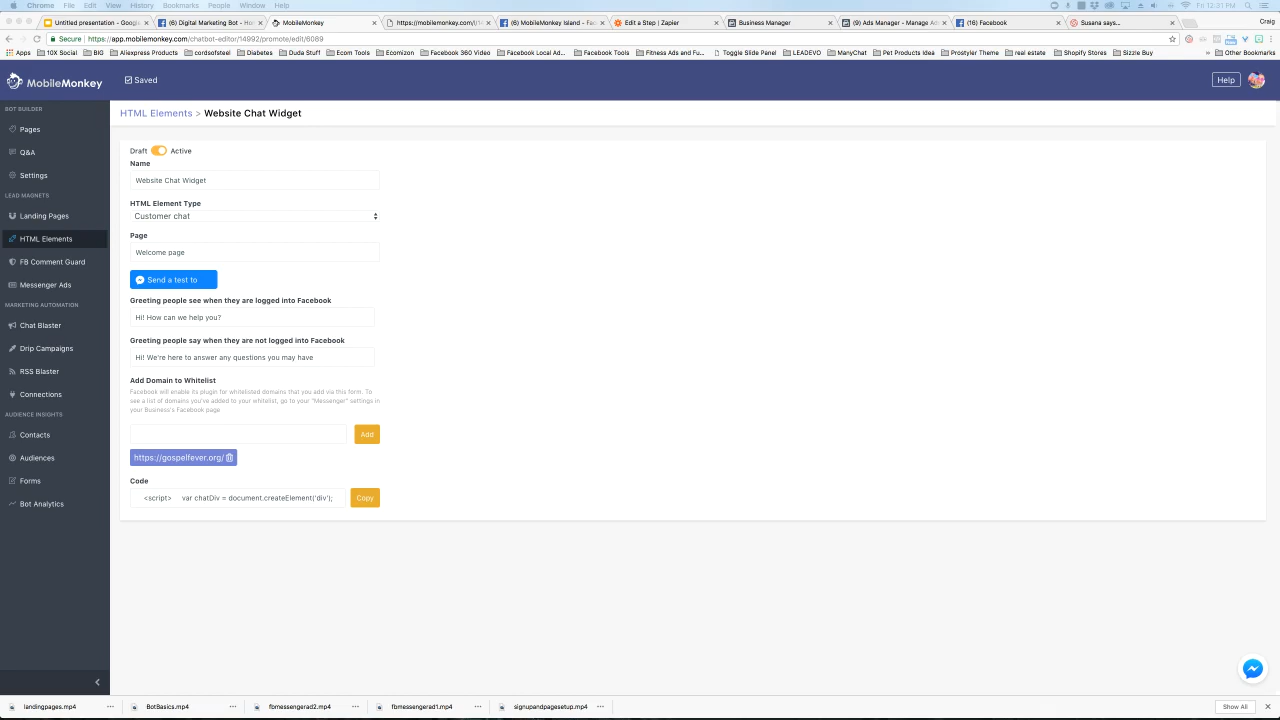 Chrome File Edit View History Bookmarks People Window Help Fri 12:31 PM
Untitled presentation - Google (6) Digital Marketing Bot - Ho MobileMonkey https://mobilemonkey.com/ (6) MobileMonkey Island - Fac Edit a Step | Zapier Business Manager (9) Ads Manager - Manage Ads (16) Facebook Susana says... Craig
Secure https://app.mobilemonkey.com/chatbot-editor/14992/promote/edit/6089
Apps 10X Social BIG Aliexpress Products cordsofsteel Diabetes Duda Stuff Ecom Tools Ecomizon Facebook 360 Video Facebook Local Ad... Facebook Tools Fitness Ads and Fu... Toggle Slide Panel LEADEVO ManyChat Pet Products Idea Prostyler Theme real estate Shopify Stores Sizzle Buy » Other Bookmarks
MobileMonkey
Saved
Help
BOT BUILDER
Pages
Q&A
Settings
LEAD MAGNETS
Landing Pages
HTML Elements
FB Comment Guard
Messenger Ads
MARKETING AUTOMATION
Chat Blaster
Drip Campaigns
RSS Blaster
Connections
AUDIENCE INSIGHTS
Contacts
Audiences
Forms
Bot Analytics
HTML Elements > Website Chat Widget
Draft Active
Name
Website Chat Widget
HTML Element Type
Customer chat
Page
Welcome page
Send a test to
Greeting people see when they are logged into Facebook
Hi! How can we help you?
Greeting people say when they are not logged into Facebook
Hi! We're here to answer any questions you may have
Add Domain to Whitelist
Facebook will enable its plugin for whitelisted domains that you add via this form. To
see a list of domains you've added to your whitelist, go to your "Messenger" settings in
your Business's Facebook page
Add
https://gospelfever.org/
Code
<script> var chatDiv = document.createElement('div');
Copy
landingpages.mp4 BotBasics.mp4 fbmessengerad2.mp4 fbmessengerad1.mp4 signupandpagesetup.mp4 Show All